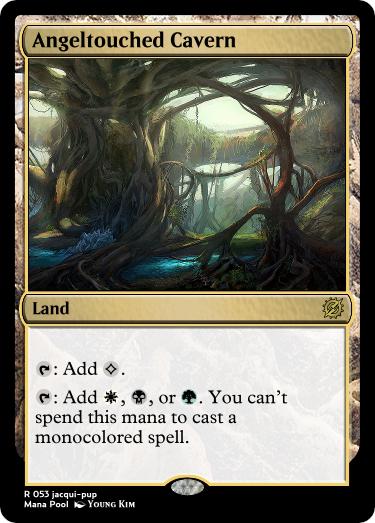 Angeltouched Cavern
Land
: Add .
: Add , , or . You can't
spend this mana to cast a
monocolored spell.
R 053 jacqui-pup
Mana Pool Young Kim